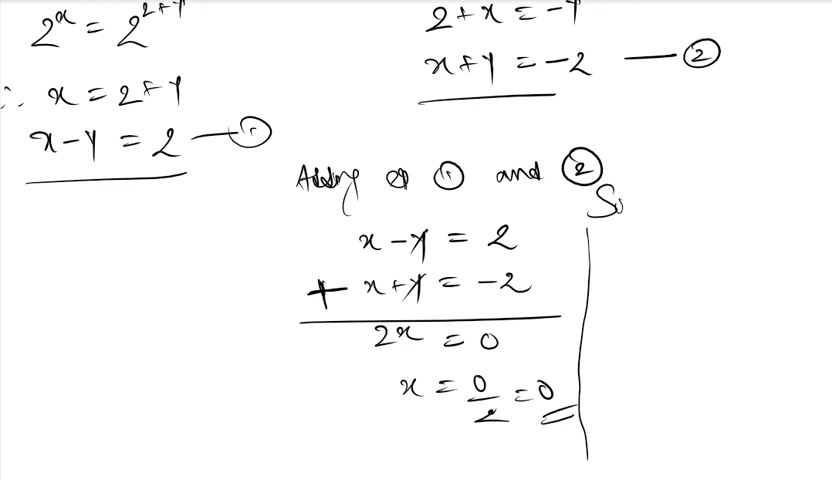 2^x = 2^{2+y}
∴ x = 2+y
x-y = 2 — ①
2+x = -y
x+y = -2 — ②
Adding ① and ②
x-y = 2
+ x+y = -2
2x = 0
x = 0/2 = 0
So